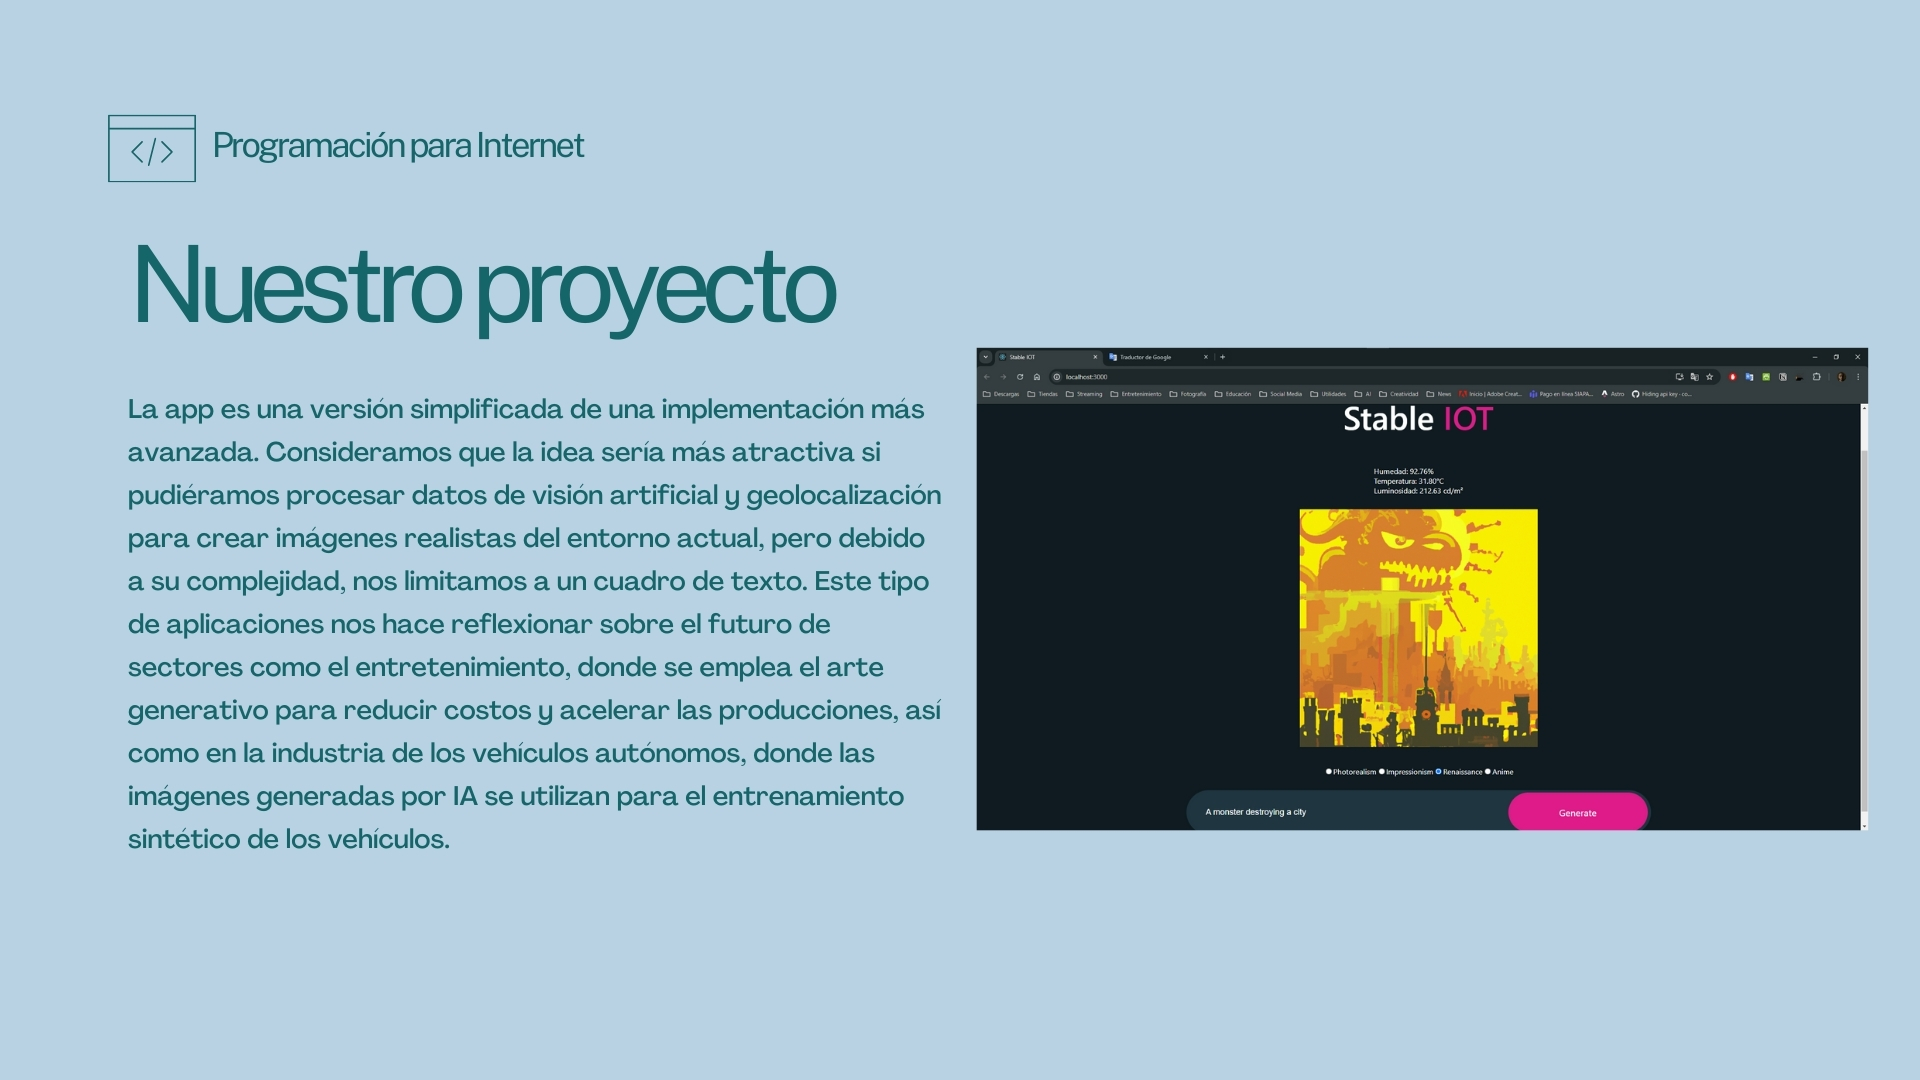 </>
Programación para Internet
Nuestro proyecto
La app es una versión simplificada de una implementación más
avanzada. Consideramos que la idea sería más atractiva si
pudiéramos procesar datos de visión artificial y geolocalización
para crear imágenes realistas del entorno actual, pero debido
a su complejidad, nos limitamos a un cuadro de texto. Este tipo
de aplicaciones nos hace reflexionar sobre el futuro de
sectores como el entretenimiento, donde se emplea el arte
generativo para reducir costos y acelerar las producciones, así
como en la industria de los vehículos autónomos, donde las
imágenes generadas por IA se utilizan para el entrenamiento
sintético de los vehículos.
Stable IOT Traductor de Google
localhost:3000
Descargas Tiendas Streaming Entretenimiento Fotografía Educación Social Media Utilidades AI Creatividad News Inicio | Adobe Creat... Pago en línea SIAPA... Astro Hiding api key - co...
Stable IOT
Humedad: 92.76%
Temperatura: 31.80°C
Luminosidad: 212.63 cd/m²
Photorealism Impressionism Renaissance Anime
A monster destroying a city Generate